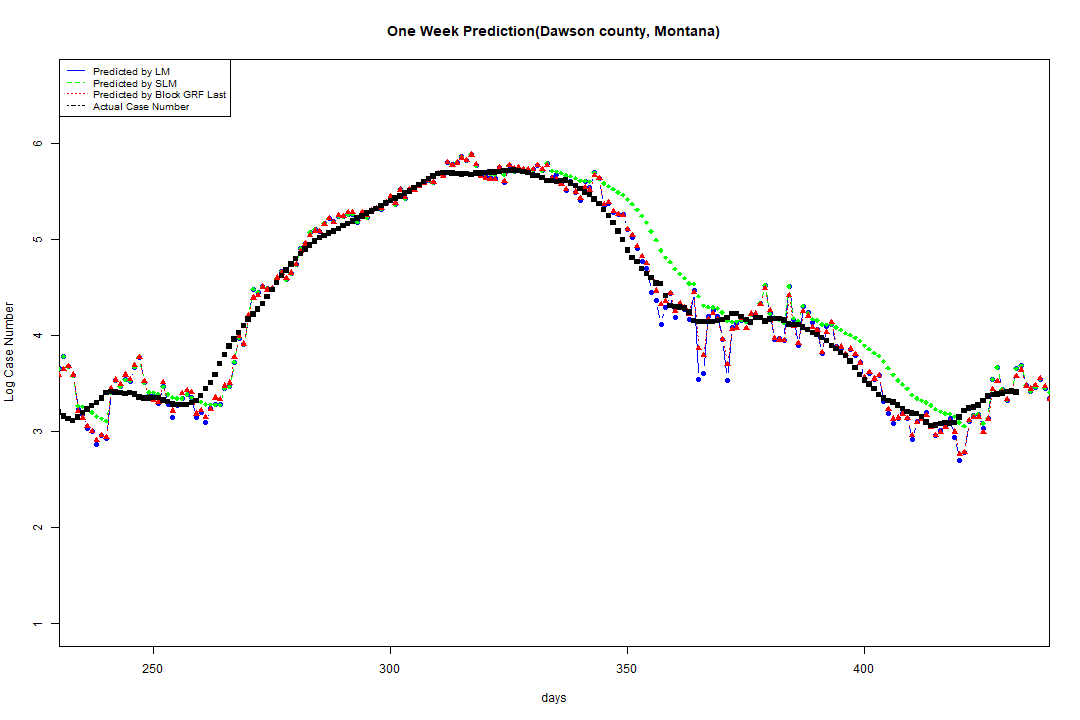 One Week Prediction(Dawson county, Montana)
Predicted by LM
Predicted by SLM
Predicted by Block GRF Last
Actual Case Number
6
5
4
3
2
1
Log Case Number
250 300 350 400
days